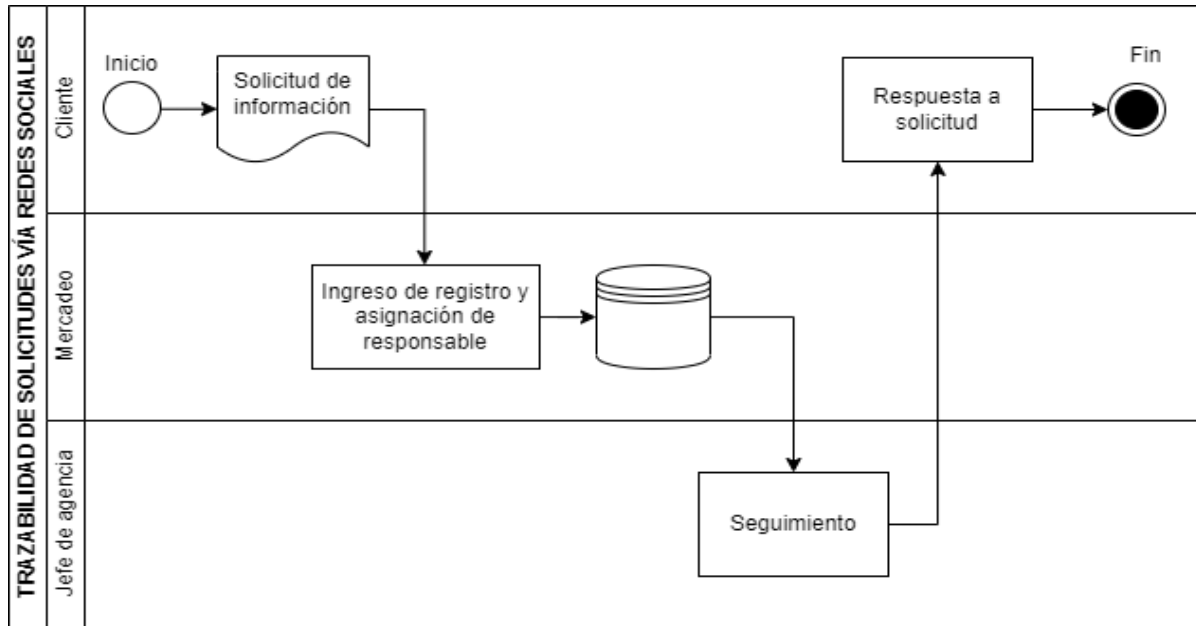 TRAZABILIDAD DE SOLICITUDES VÍA REDES SOCIALES
Cliente
Inicio
Solicitud de
información
Respuesta a
solicitud
Fin
Mercadeo
Ingreso de registro y
asignación de
responsable
Jefe de agencia
Seguimiento